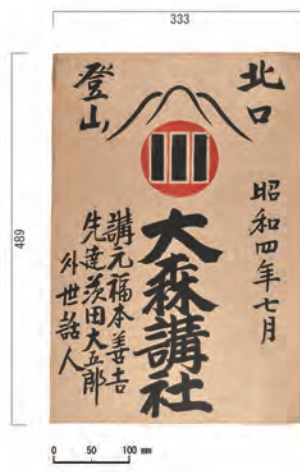 333
489
北口
登山
昭和四年七月
大森講社
講元福本善吉
先達茨田大五郎
外世話人
0 50 100 mm